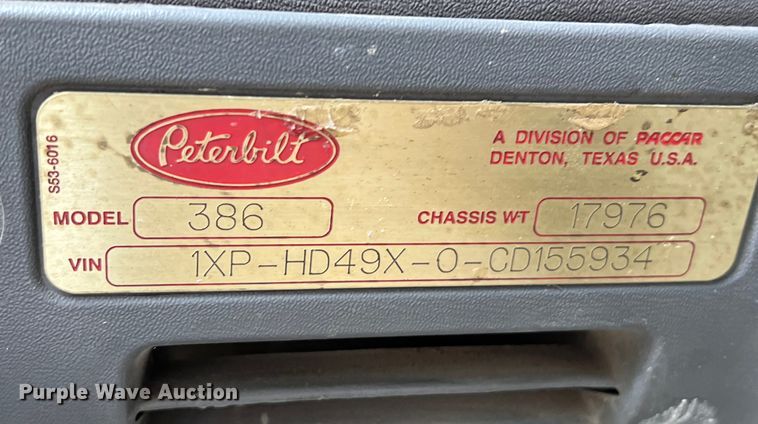 Peterbilt
A DIVISION OF PACCAR
DENTON, TEXAS U.S.A.
S53-6016
MODEL 386 CHASSIS WT 17976
VIN 1XP-HD49X-0-CD155934
Purple Wave Auction